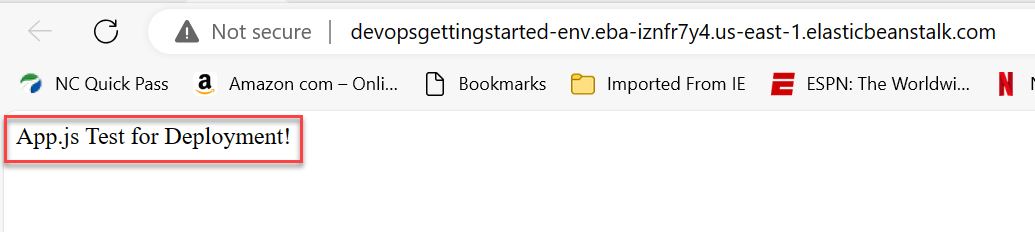 Not secure | devopsgettingstarted-env.eba-iznfr7y4.us-east-1.elasticbeanstalk.com
NC Quick Pass Amazon com – Onli... Bookmarks Imported From IE ESPN: The Worldwi... N
App.js Test for Deployment!